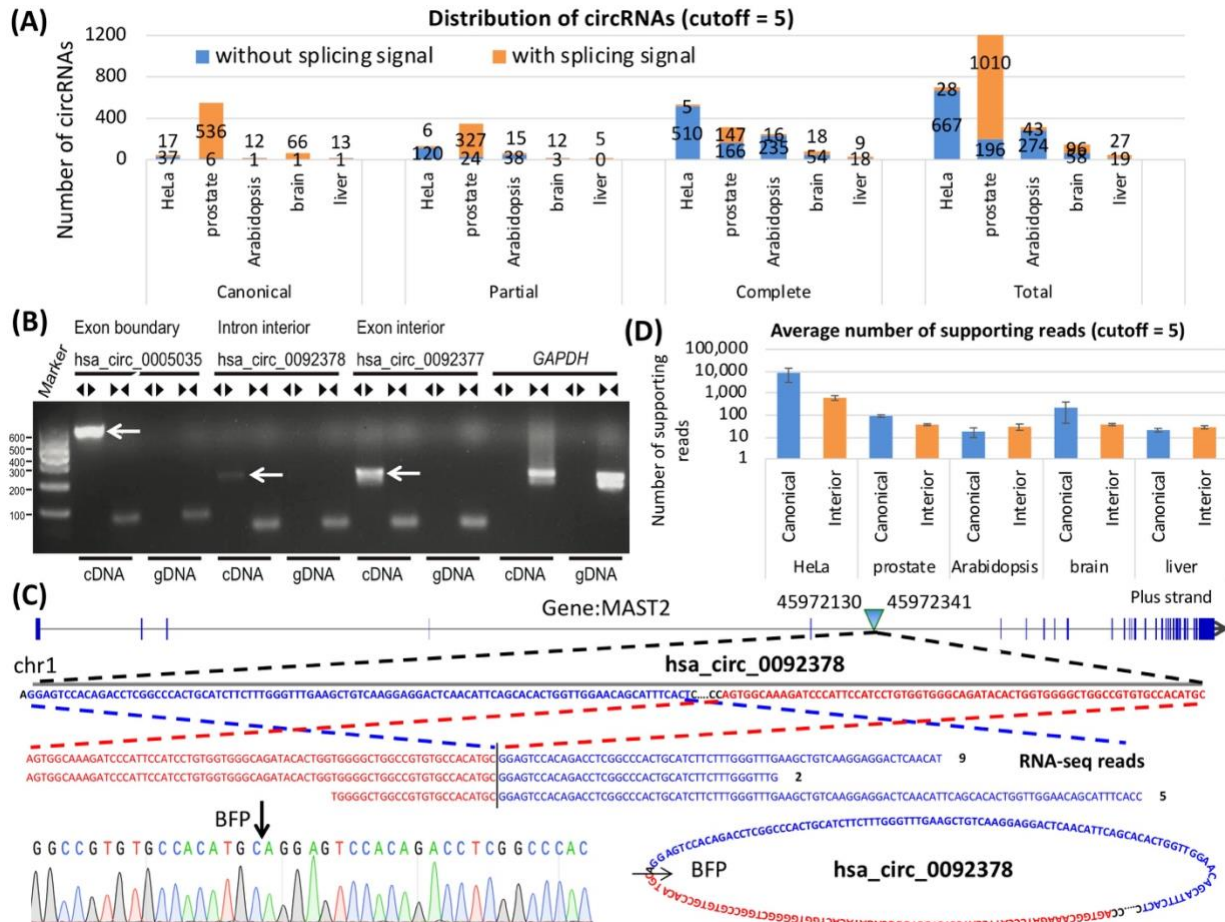 (A)
Distribution of circRNAs (cutoff = 5)
without splicing signal
with splicing signal
Number of circRNAs
1200
800
400
0
17
37
536
6
12
1
66
1
13
1
6
120
327
24
15
38
12
3
5
0
5
510
147
166
16
235
18
54
9
18
28
667
1010
196
43
274
96
58
27
19
HeLa
prostate
Arabidopsis
brain
liver
HeLa
prostate
Arabidopsis
brain
liver
HeLa
prostate
Arabidopsis
brain
liver
HeLa
prostate
Arabidopsis
brain
liver
Canonical
Partial
Complete
Total
(B)
Exon boundary
Intron interior
Exon interior
hsa_circ_0005035
hsa_circ_0092378
hsa_circ_0092377
GAPDH
Marker
600
500
400
300
200
100
cDNA
gDNA
cDNA
gDNA
cDNA
gDNA
cDNA
gDNA
(D)
Average number of supporting reads (cutoff = 5)
Number of supporting
reads
100,000
10,000
1,000
100
10
1
Canonical
Interior
Canonical
Interior
Canonical
Interior
Canonical
Interior
Canonical
Interior
HeLa
prostate
Arabidopsis
brain
liver
(C)
Gene:MAST2
45972130
45972341
Plus strand
chr1
hsa_circ_0092378
AGGAGTCCACAGACCTCGGCCCACTGCATCTTCTTTGGGTTTGAAGCTGTCAAGGAGGACTCAACATTCAGCACACTGGTTGGAACAGCATTTCACTC....CCAGTGGCAAAGATCCCATTCCATCCTGTGGTGGGCAGATACACTGGTGGGGCTGGCCGTGTGCCACATGC
AGTGGCAAAGATCCCATTCCATCCTGTGGTGGGCAGATACACTGGTGGGGCTGGCCGTGTGCCACATGC GGAGTCCACAGACCTCGGCCCACTGCATCTTCTTTGGGTTTGAAGCTGTCAAGGAGGACTCAACAT 9
RNA-seq reads
AGTGGCAAAGATCCCATTCCATCCTGTGGTGGGCAGATACACTGGTGGGGCTGGCCGTGTGCCACATGC GGAGTCCACAGACCTCGGCCCACTGCATCTTCTTTGGGTTTG 2
TGGGGCTGGCCGTGTGCCACATGC GGAGTCCACAGACCTCGGCCCACTGCATCTTCTTTGGGTTTGAAGCTGTCAAGGAGGACTCAACATTCAGCACACTGGTTGGAACAGCATTTCACC 5
BFP
GGCCGTGTGCCACATGCAGGAGTCCACAGACCTCGGCCCAC
BFP
hsa_circ_0092378